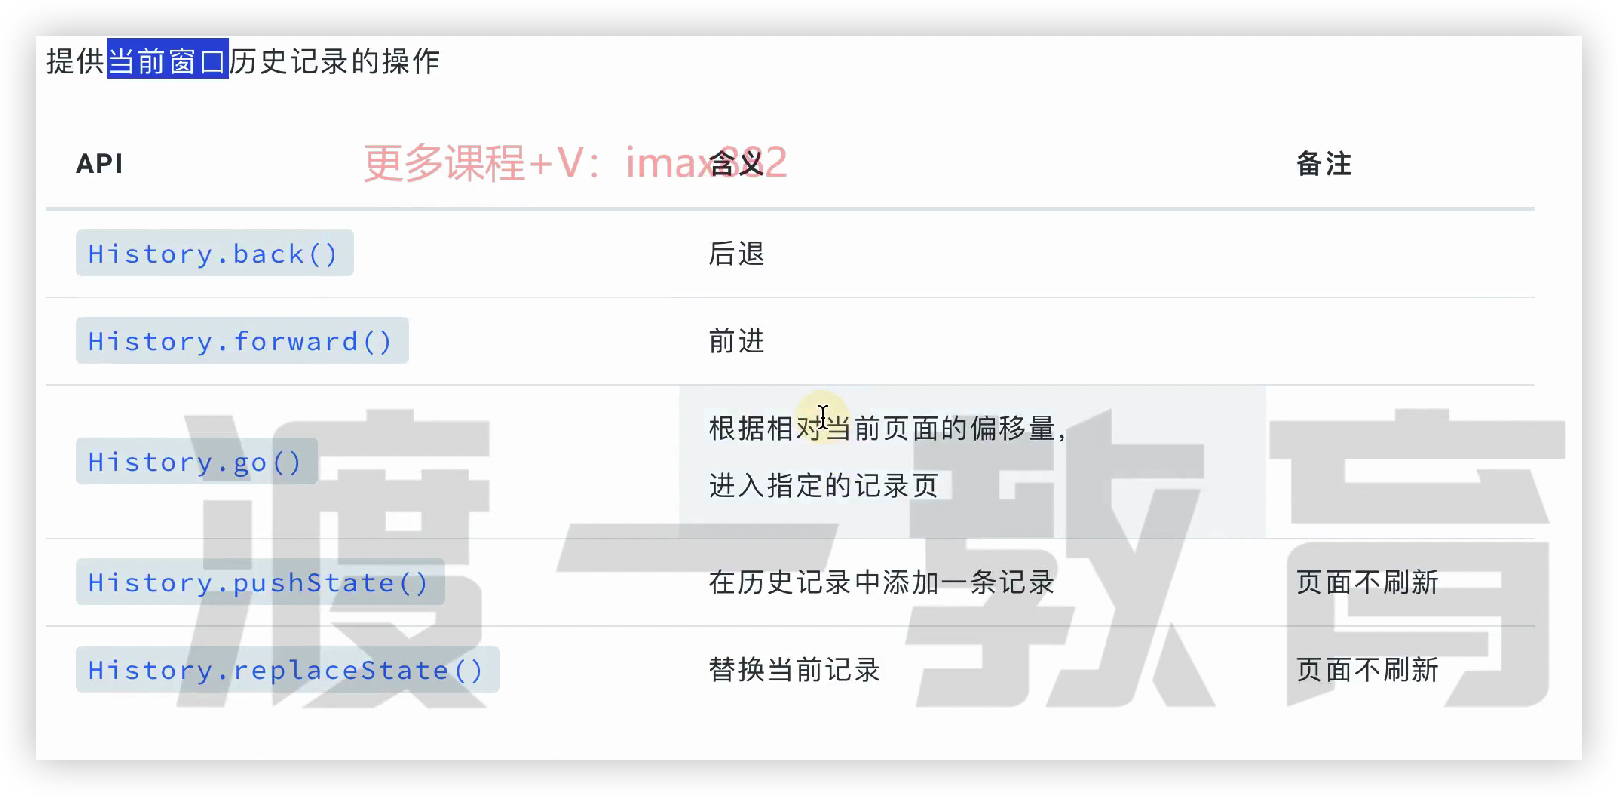 提供当前窗口历史记录的操作
API 含义 备注
更多课程+V：imax882
History.back() 后退
History.forward() 前进
History.go() 根据相对当前页面的偏移量,
进入指定的记录页
History.pushState() 在历史记录中添加一条记录 页面不刷新
History.replaceState() 替换当前记录 页面不刷新
渡一教育